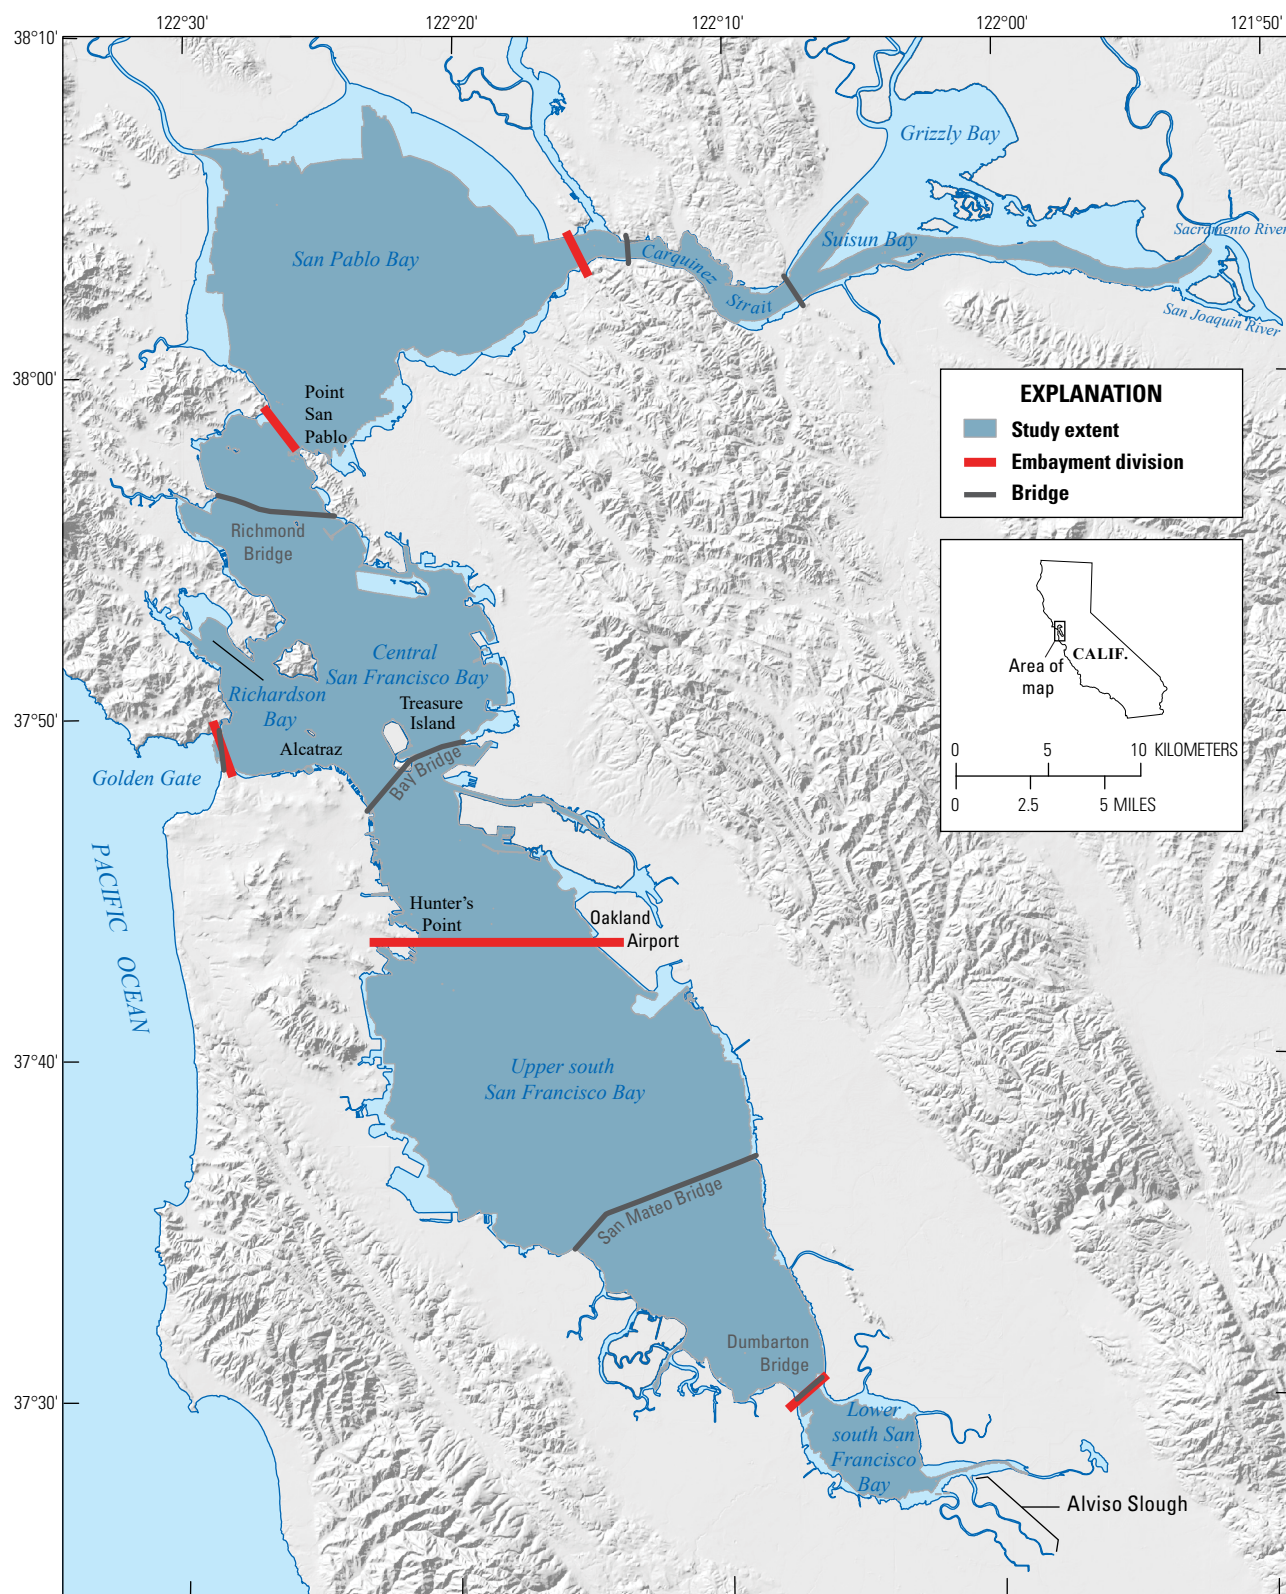 122°30'
122°20'
122°10'
122°00'
121°50'
38°10'
Grizzly Bay
Sacramento River
Suisun Bay
San Pablo Bay
Carquinez
Strait
San Joaquin River
38°00'
Point
San
Pablo
EXPLANATION
Study extent
Embayment division
Bridge
Richmond
Bridge
Central
San Francisco Bay
CALIF.
Area of
map
Richardson
Bay
Treasure
Island
37°50'
Alcatraz
Golden Gate
Bay Bridge
0
5
10 KILOMETERS
0
2.5
5 MILES
PACIFIC OCEAN
Hunter's
Point
Oakland
Airport
37°40'
Upper south
San Francisco Bay
San Mateo Bridge
Dumbarton
Bridge
37°30'
Lower
south San
Francisco
Bay
Alviso Slough